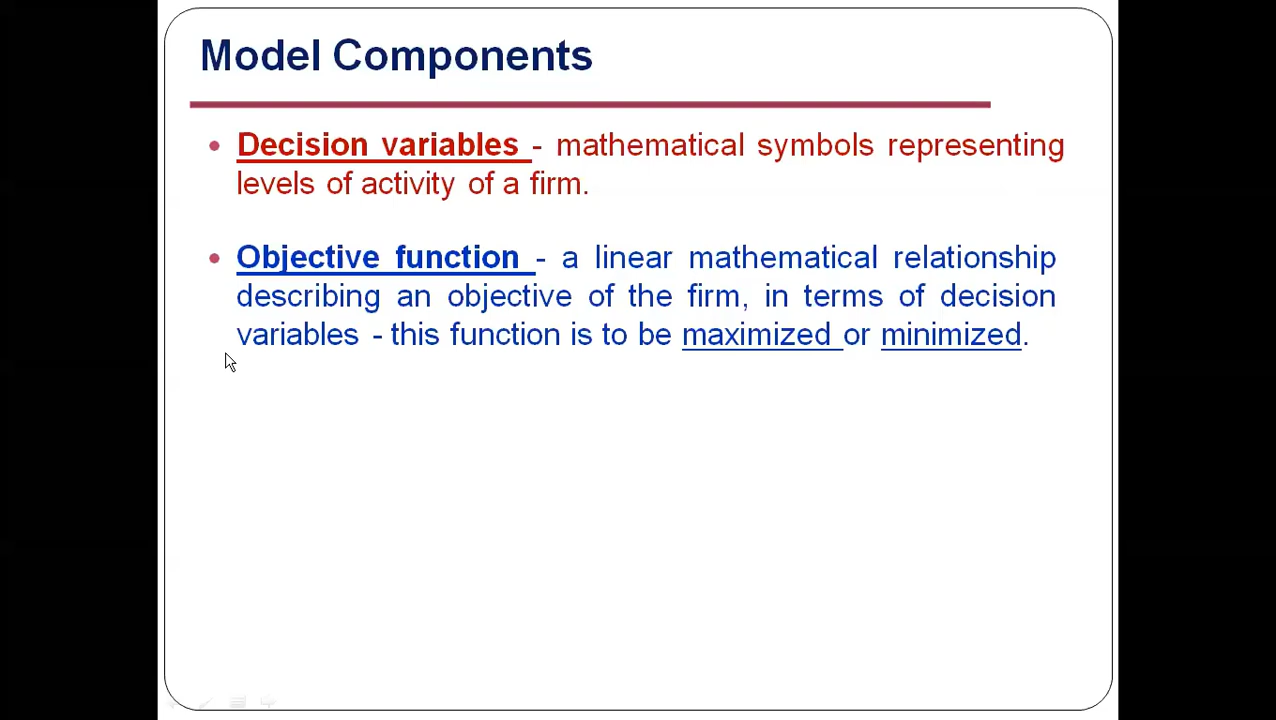 Model Components
• Decision variables - mathematical symbols representing
levels of activity of a firm.
• Objective function - a linear mathematical relationship
describing an objective of the firm, in terms of decision
variables - this function is to be maximized or minimized.